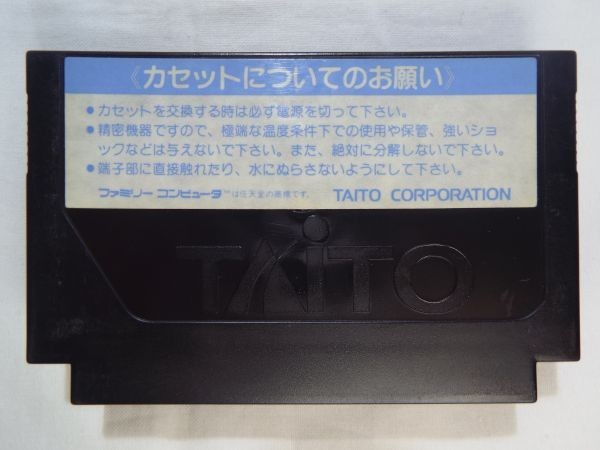 《カセットについてのお願い》
●カセットを交換する時は必ず電源を切って下さい。
●精密機器ですので、極端な温度条件下での使用や保管、強いショ
ックなどは与えないで下さい。また、絶対に分解しないで下さい。
●端子部に直接触れたり、水にぬらさないようにして下さい。
ファミリー コンピュータ™は任天堂の商標です。 TAITO CORPORATION
TAITO